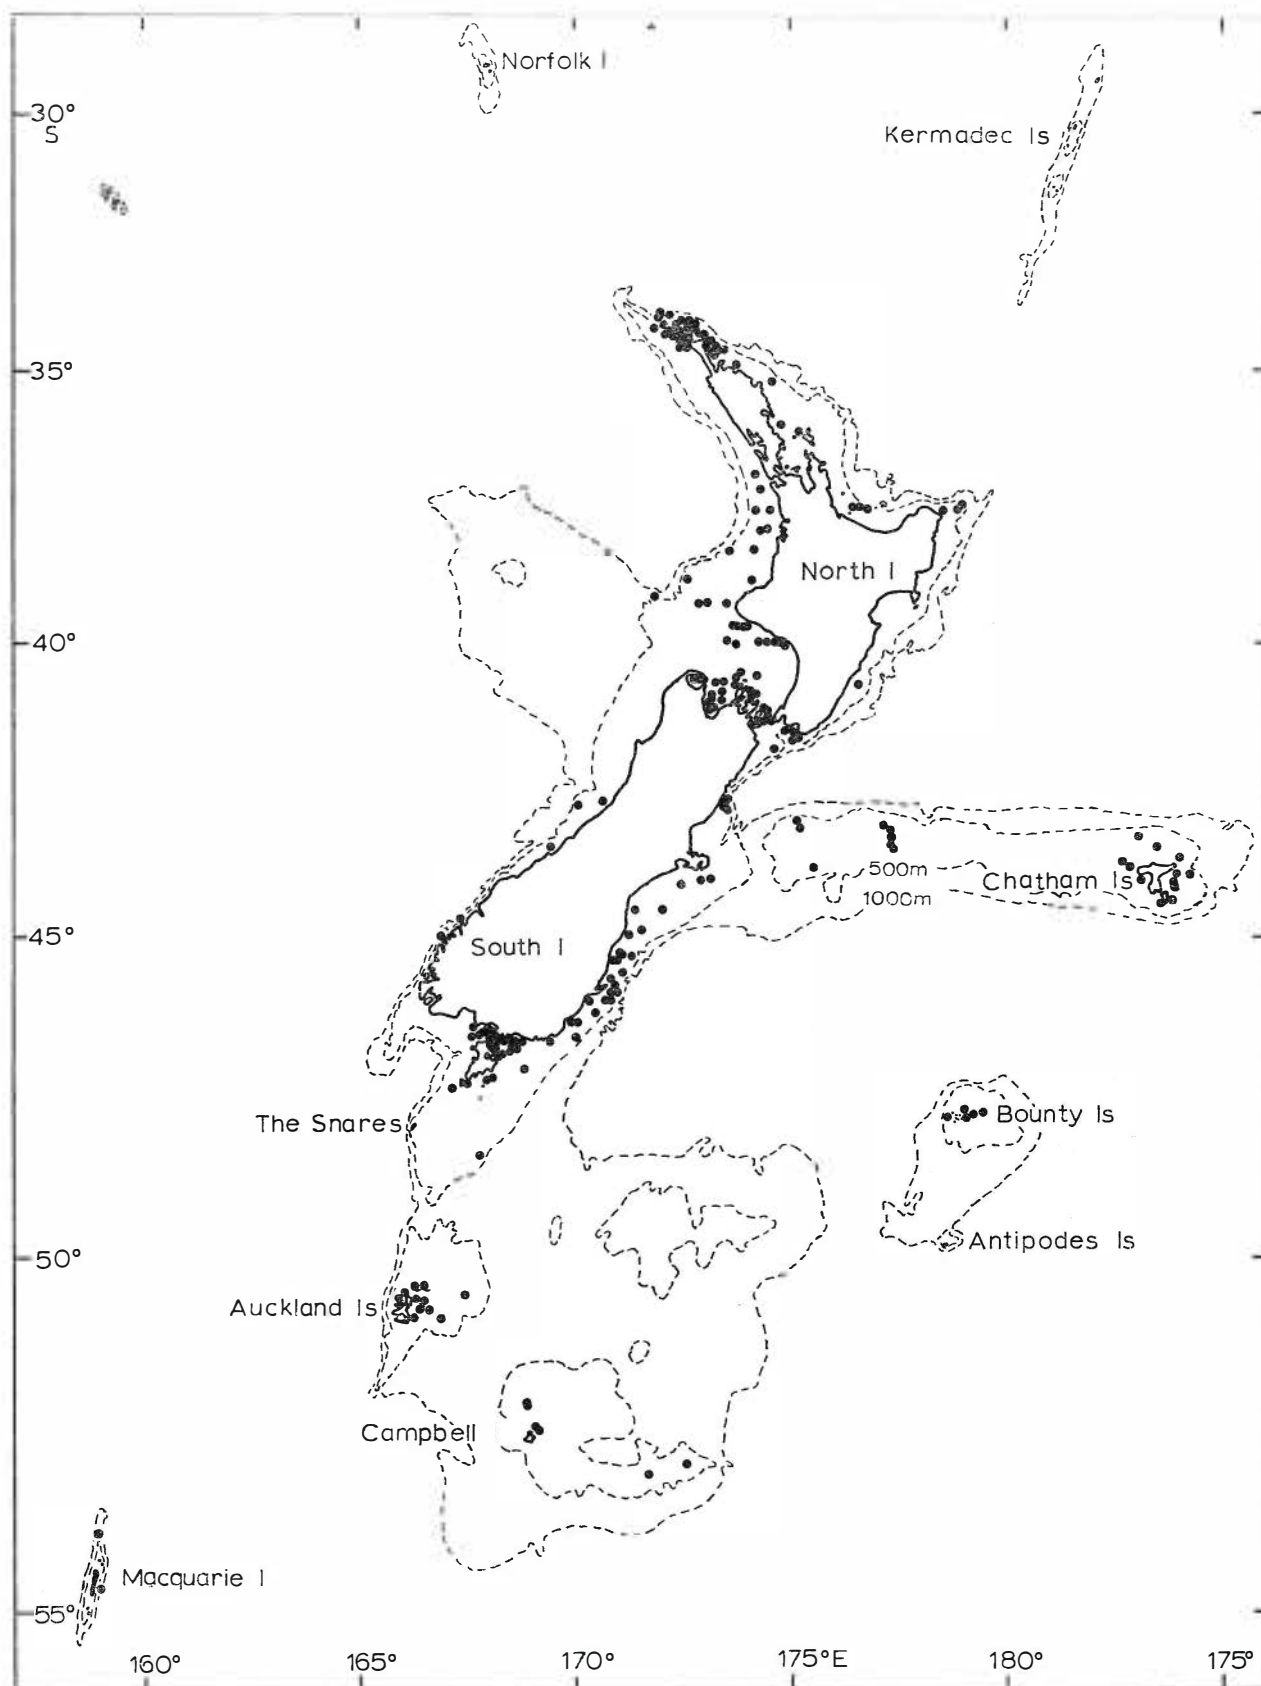 Norfolk I
30°
S
Kermadec Is
35°
North I
40°
500m
Chatham Is
1000m
45°
South I
The Snares
Bounty Is
Antipodes Is
50°
Auckland Is
Campbell
Macquarie I
55°
160°
165°
170°
175°E
180°
175°